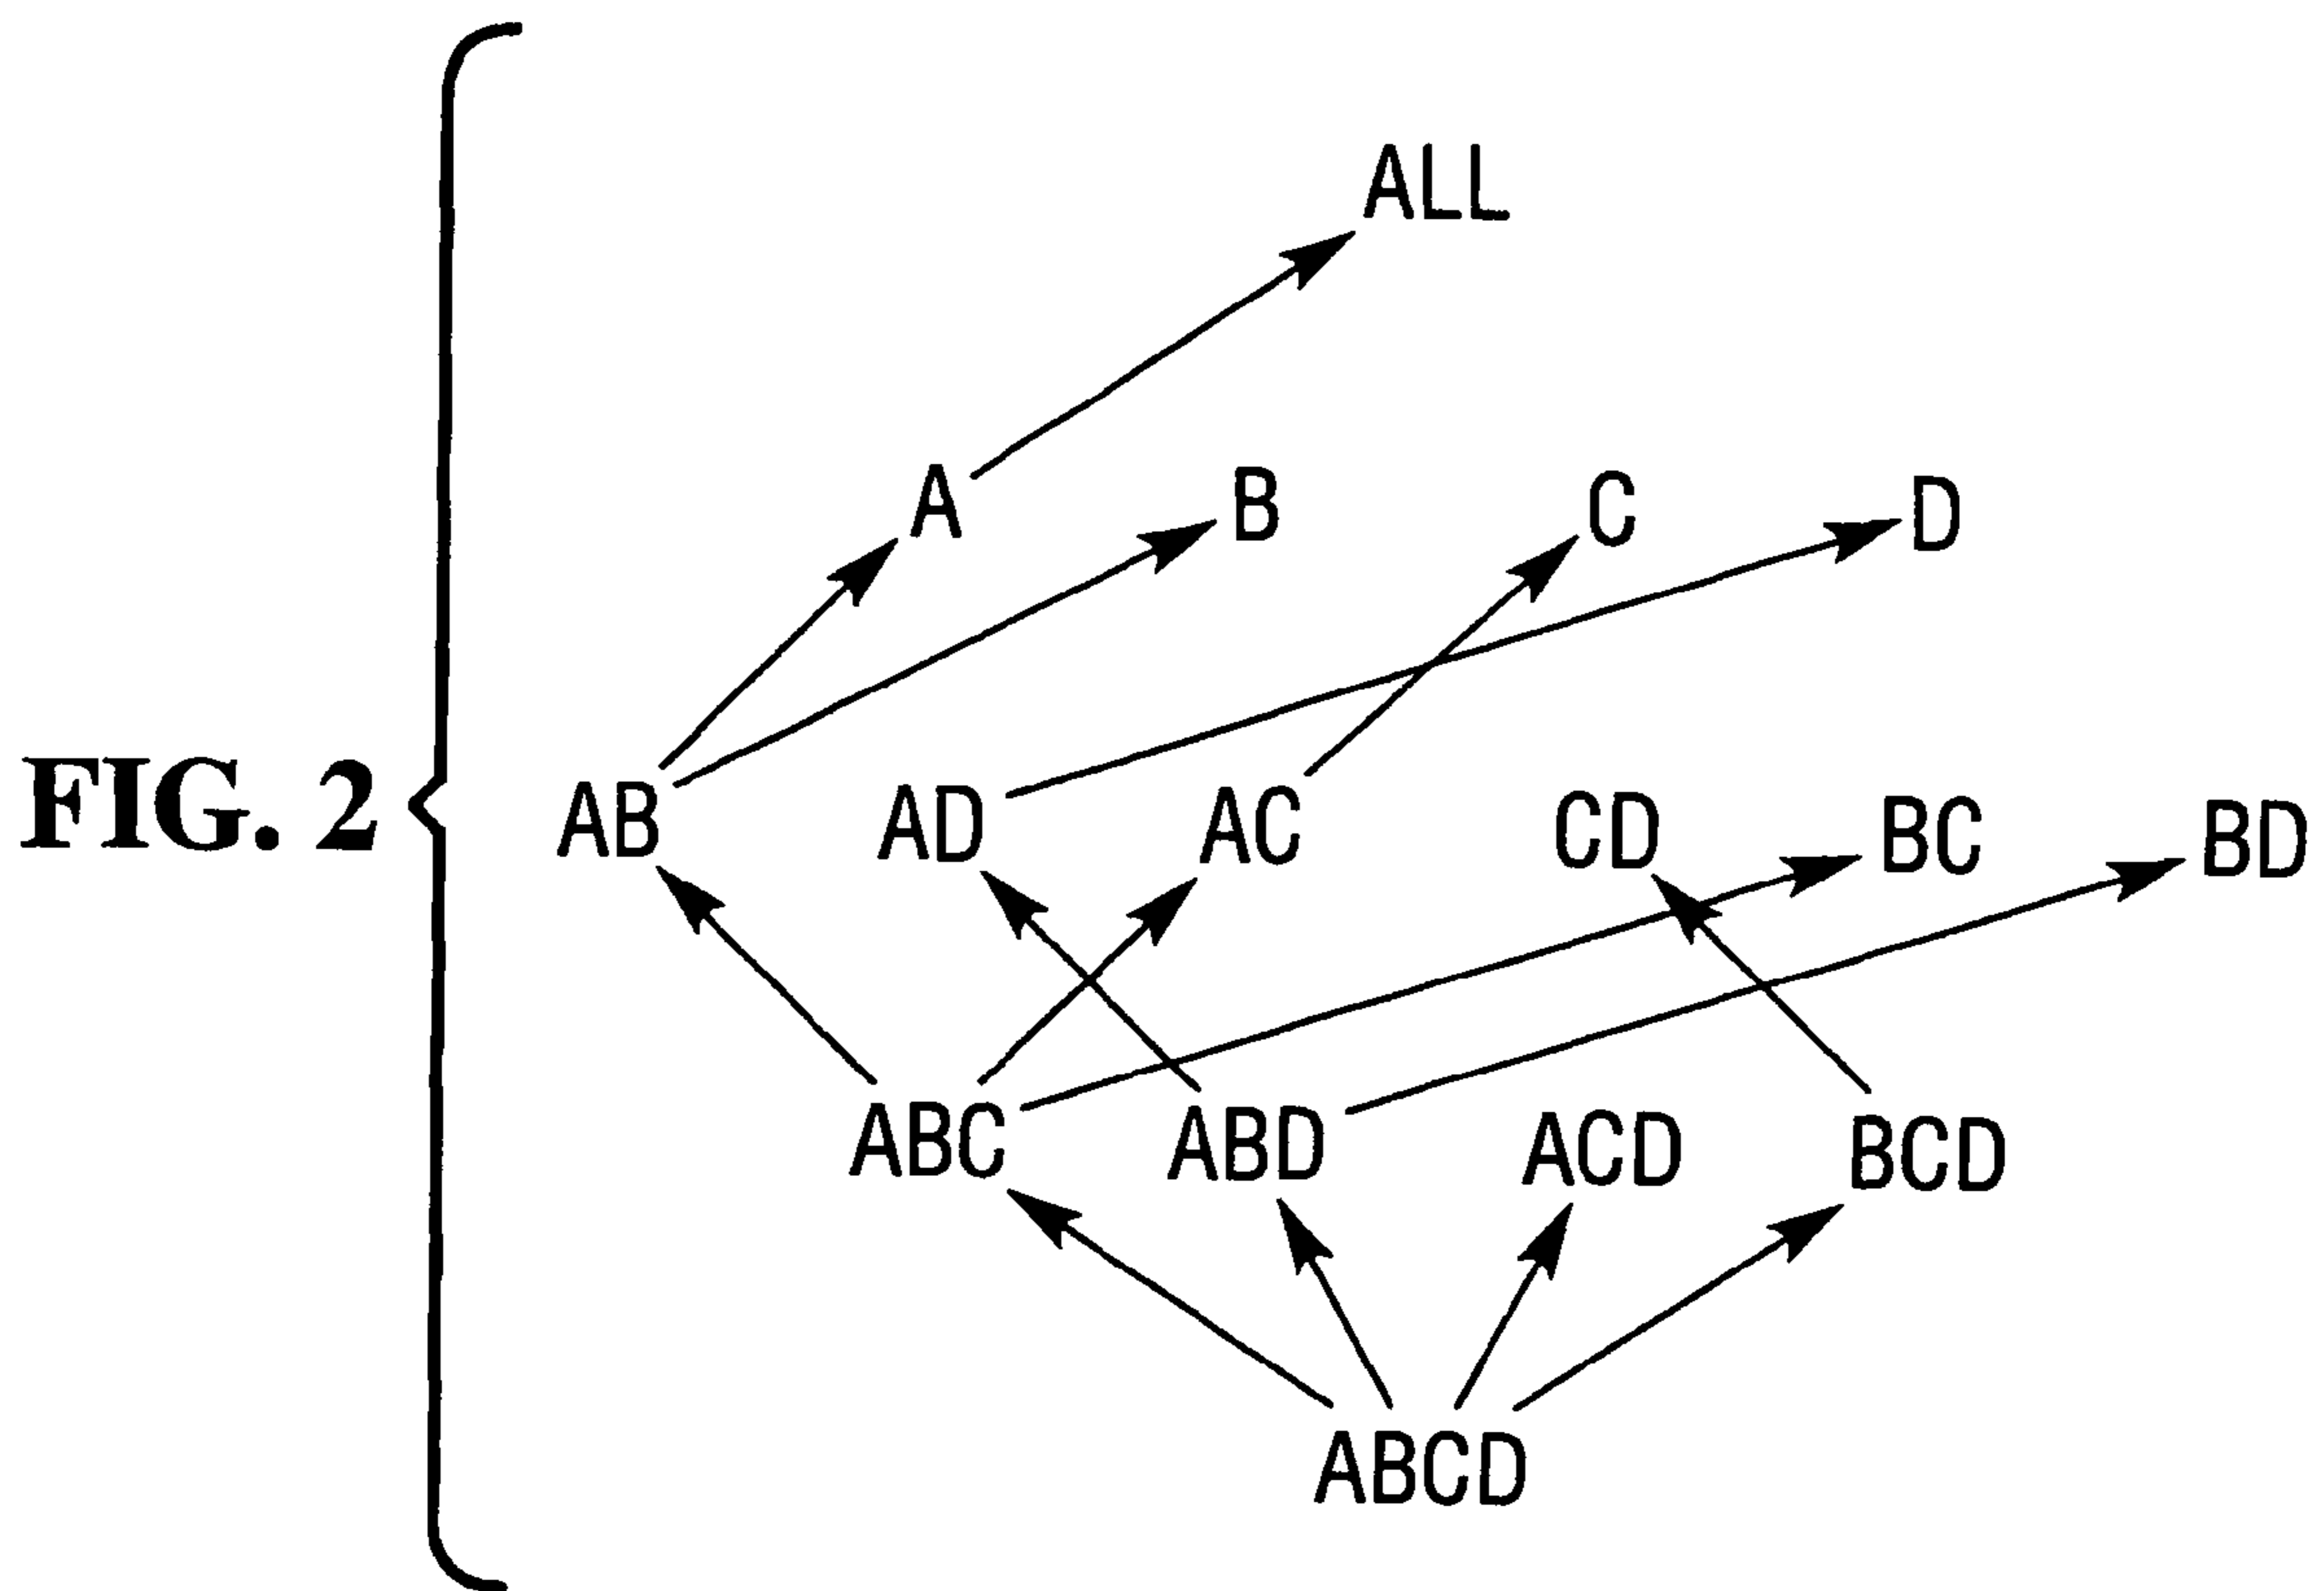 ALL
A B C D
FIG. 2
AB AD AC CD BC BD
ABC ABD ACD BCD
ABCD